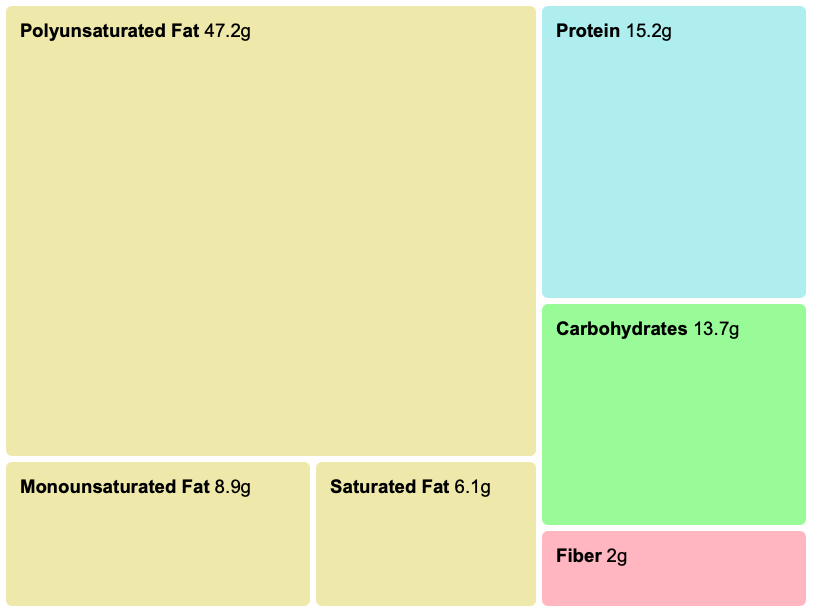 Polyunsaturated Fat 47.2g
Protein 15.2g
Carbohydrates 13.7g
Monounsaturated Fat 8.9g
Saturated Fat 6.1g
Fiber 2g